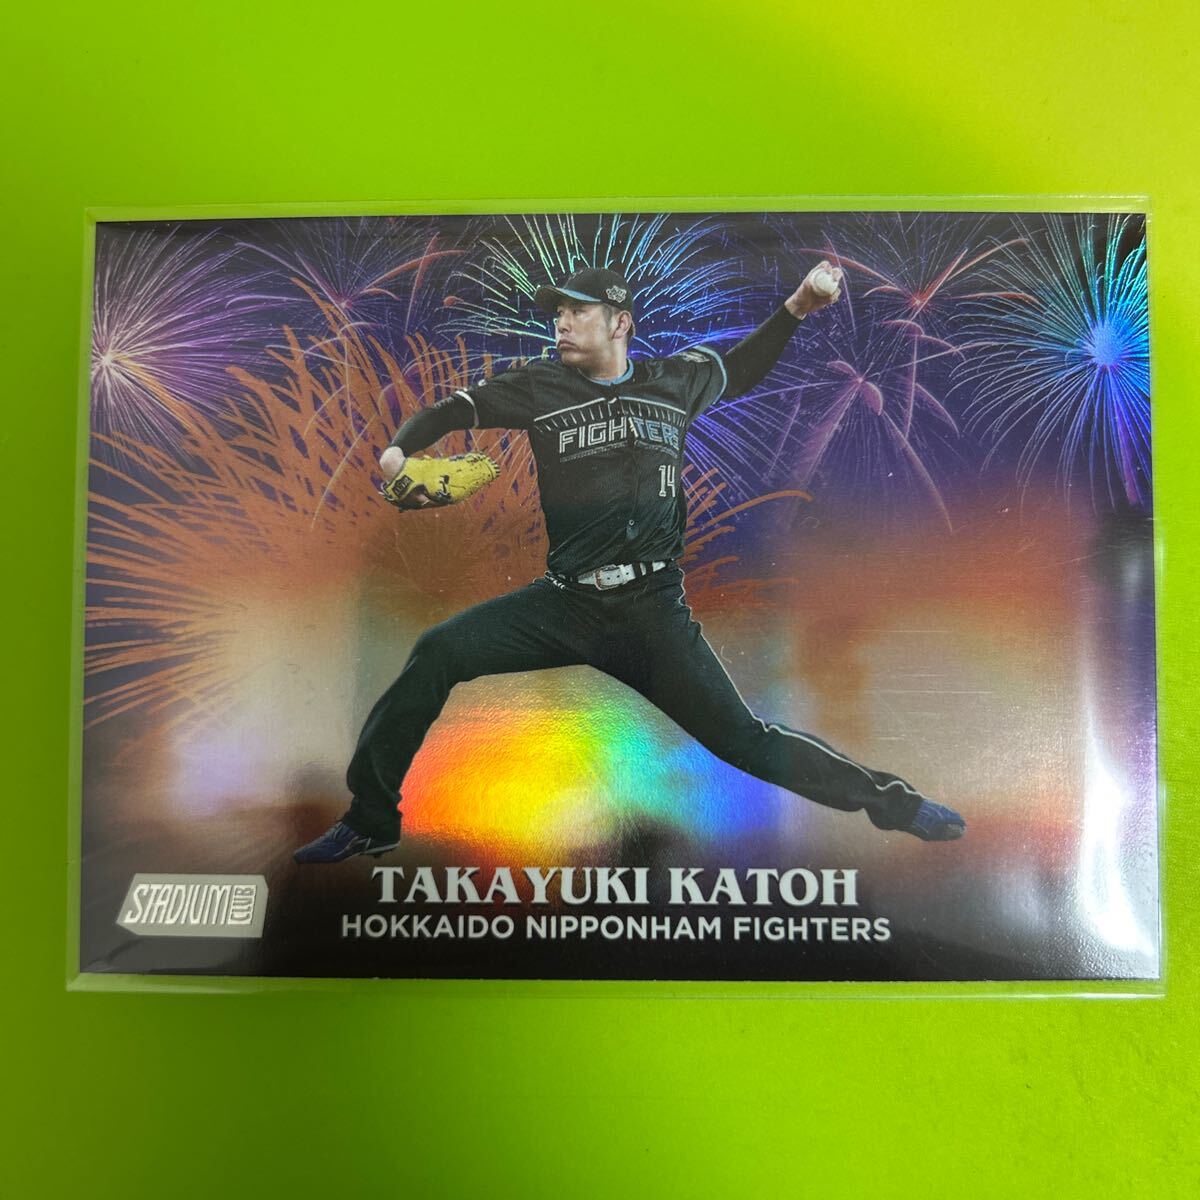 FIGHTERS
14
STADIUM CLUB
TAKAYUKI KATOH
HOKKAIDO NIPPONHAM FIGHTERS